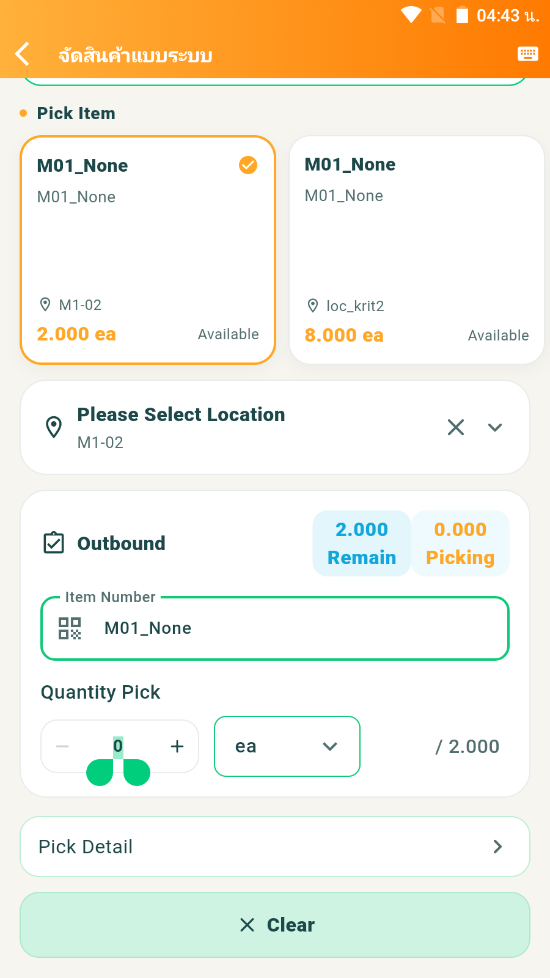 04:43 น.
จัดสินค้าแบบระบบ
Pick Item
M01_None
M01_None
M1-02
2.000 ea
Available
M01_None
M01_None
loc_krit2
8.000 ea
Available
Please Select Location
M1-02
Outbound
2.000
Remain
0.000
Picking
Item Number
M01_None
Quantity Pick
0
ea
/ 2.000
Pick Detail
Clear